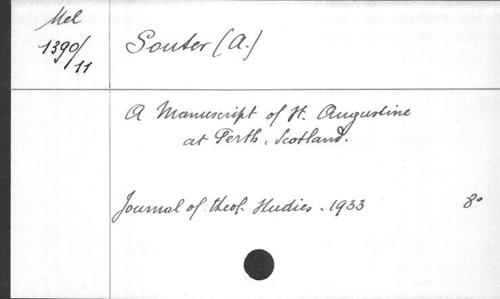 Mel
1390/11
Souter (A.)
A Manuscript of St. Augustine
at Perth, Scotland.
Journal of theol. Studies. 1933 8°